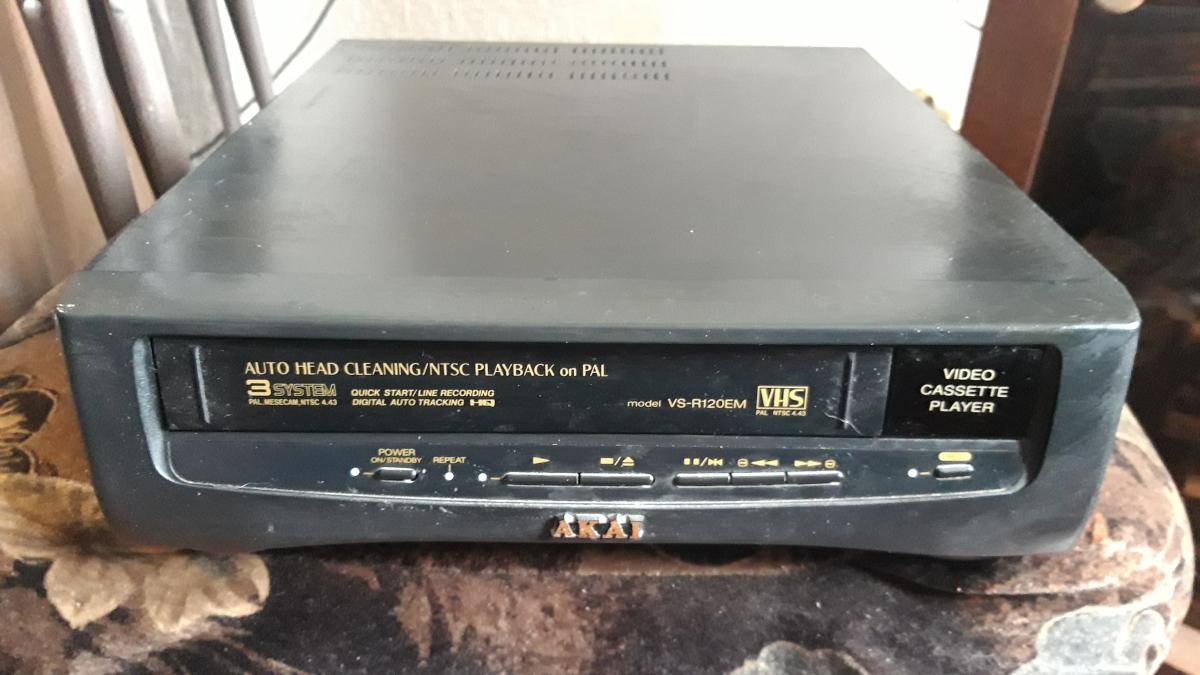 AUTO HEAD CLEANING/NTSC PLAYBACK on PAL
3 SYSTEM
PAL.MESECAM,NTSC 4.43
QUICK START/LINE RECORDING
DIGITAL AUTO TRACKING HQ
model VS-R120EM
VHS
PAL NTSC 4.43
VIDEO
CASSETTE
PLAYER
POWER
ON/STANDBY
REPEAT
AKAI